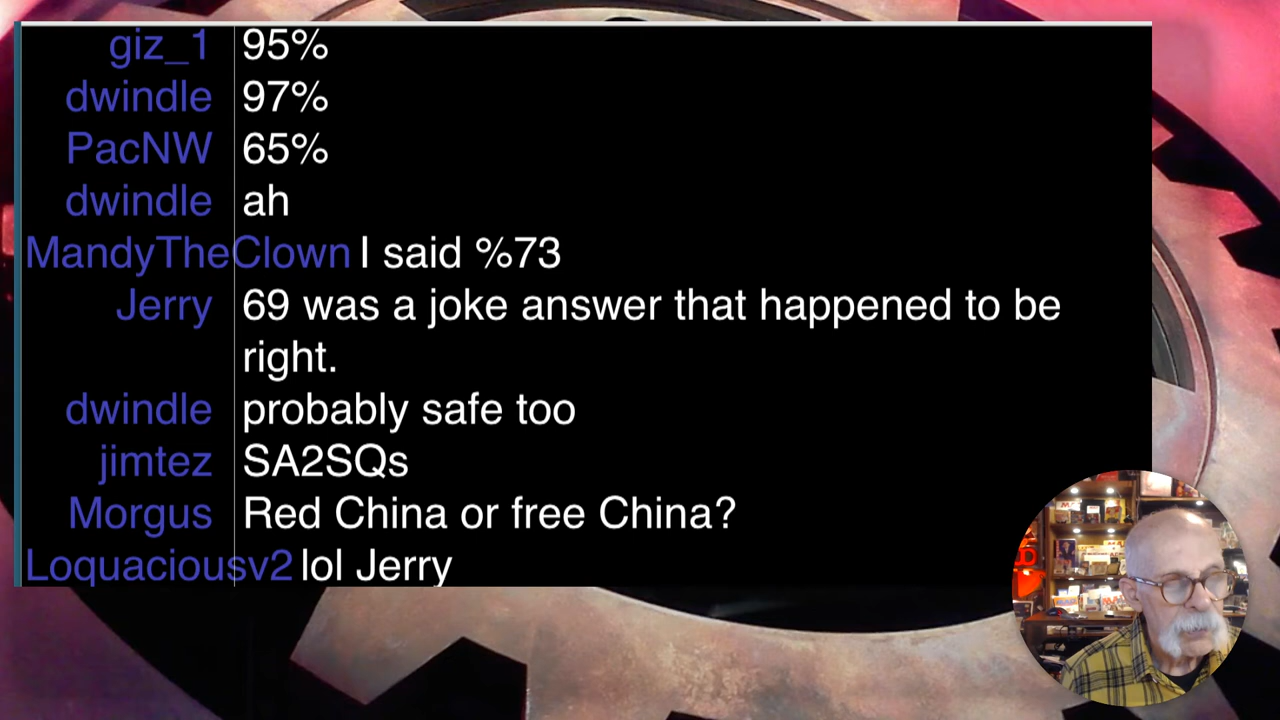 giz_1 95%
dwindle 97%
PacNW 65%
dwindle ah
MandyTheClown I said %73
Jerry 69 was a joke answer that happened to be
right.
dwindle probably safe too
jimtez SA2SQs
Morgus Red China or free China?
Loquaciousv2 lol Jerry